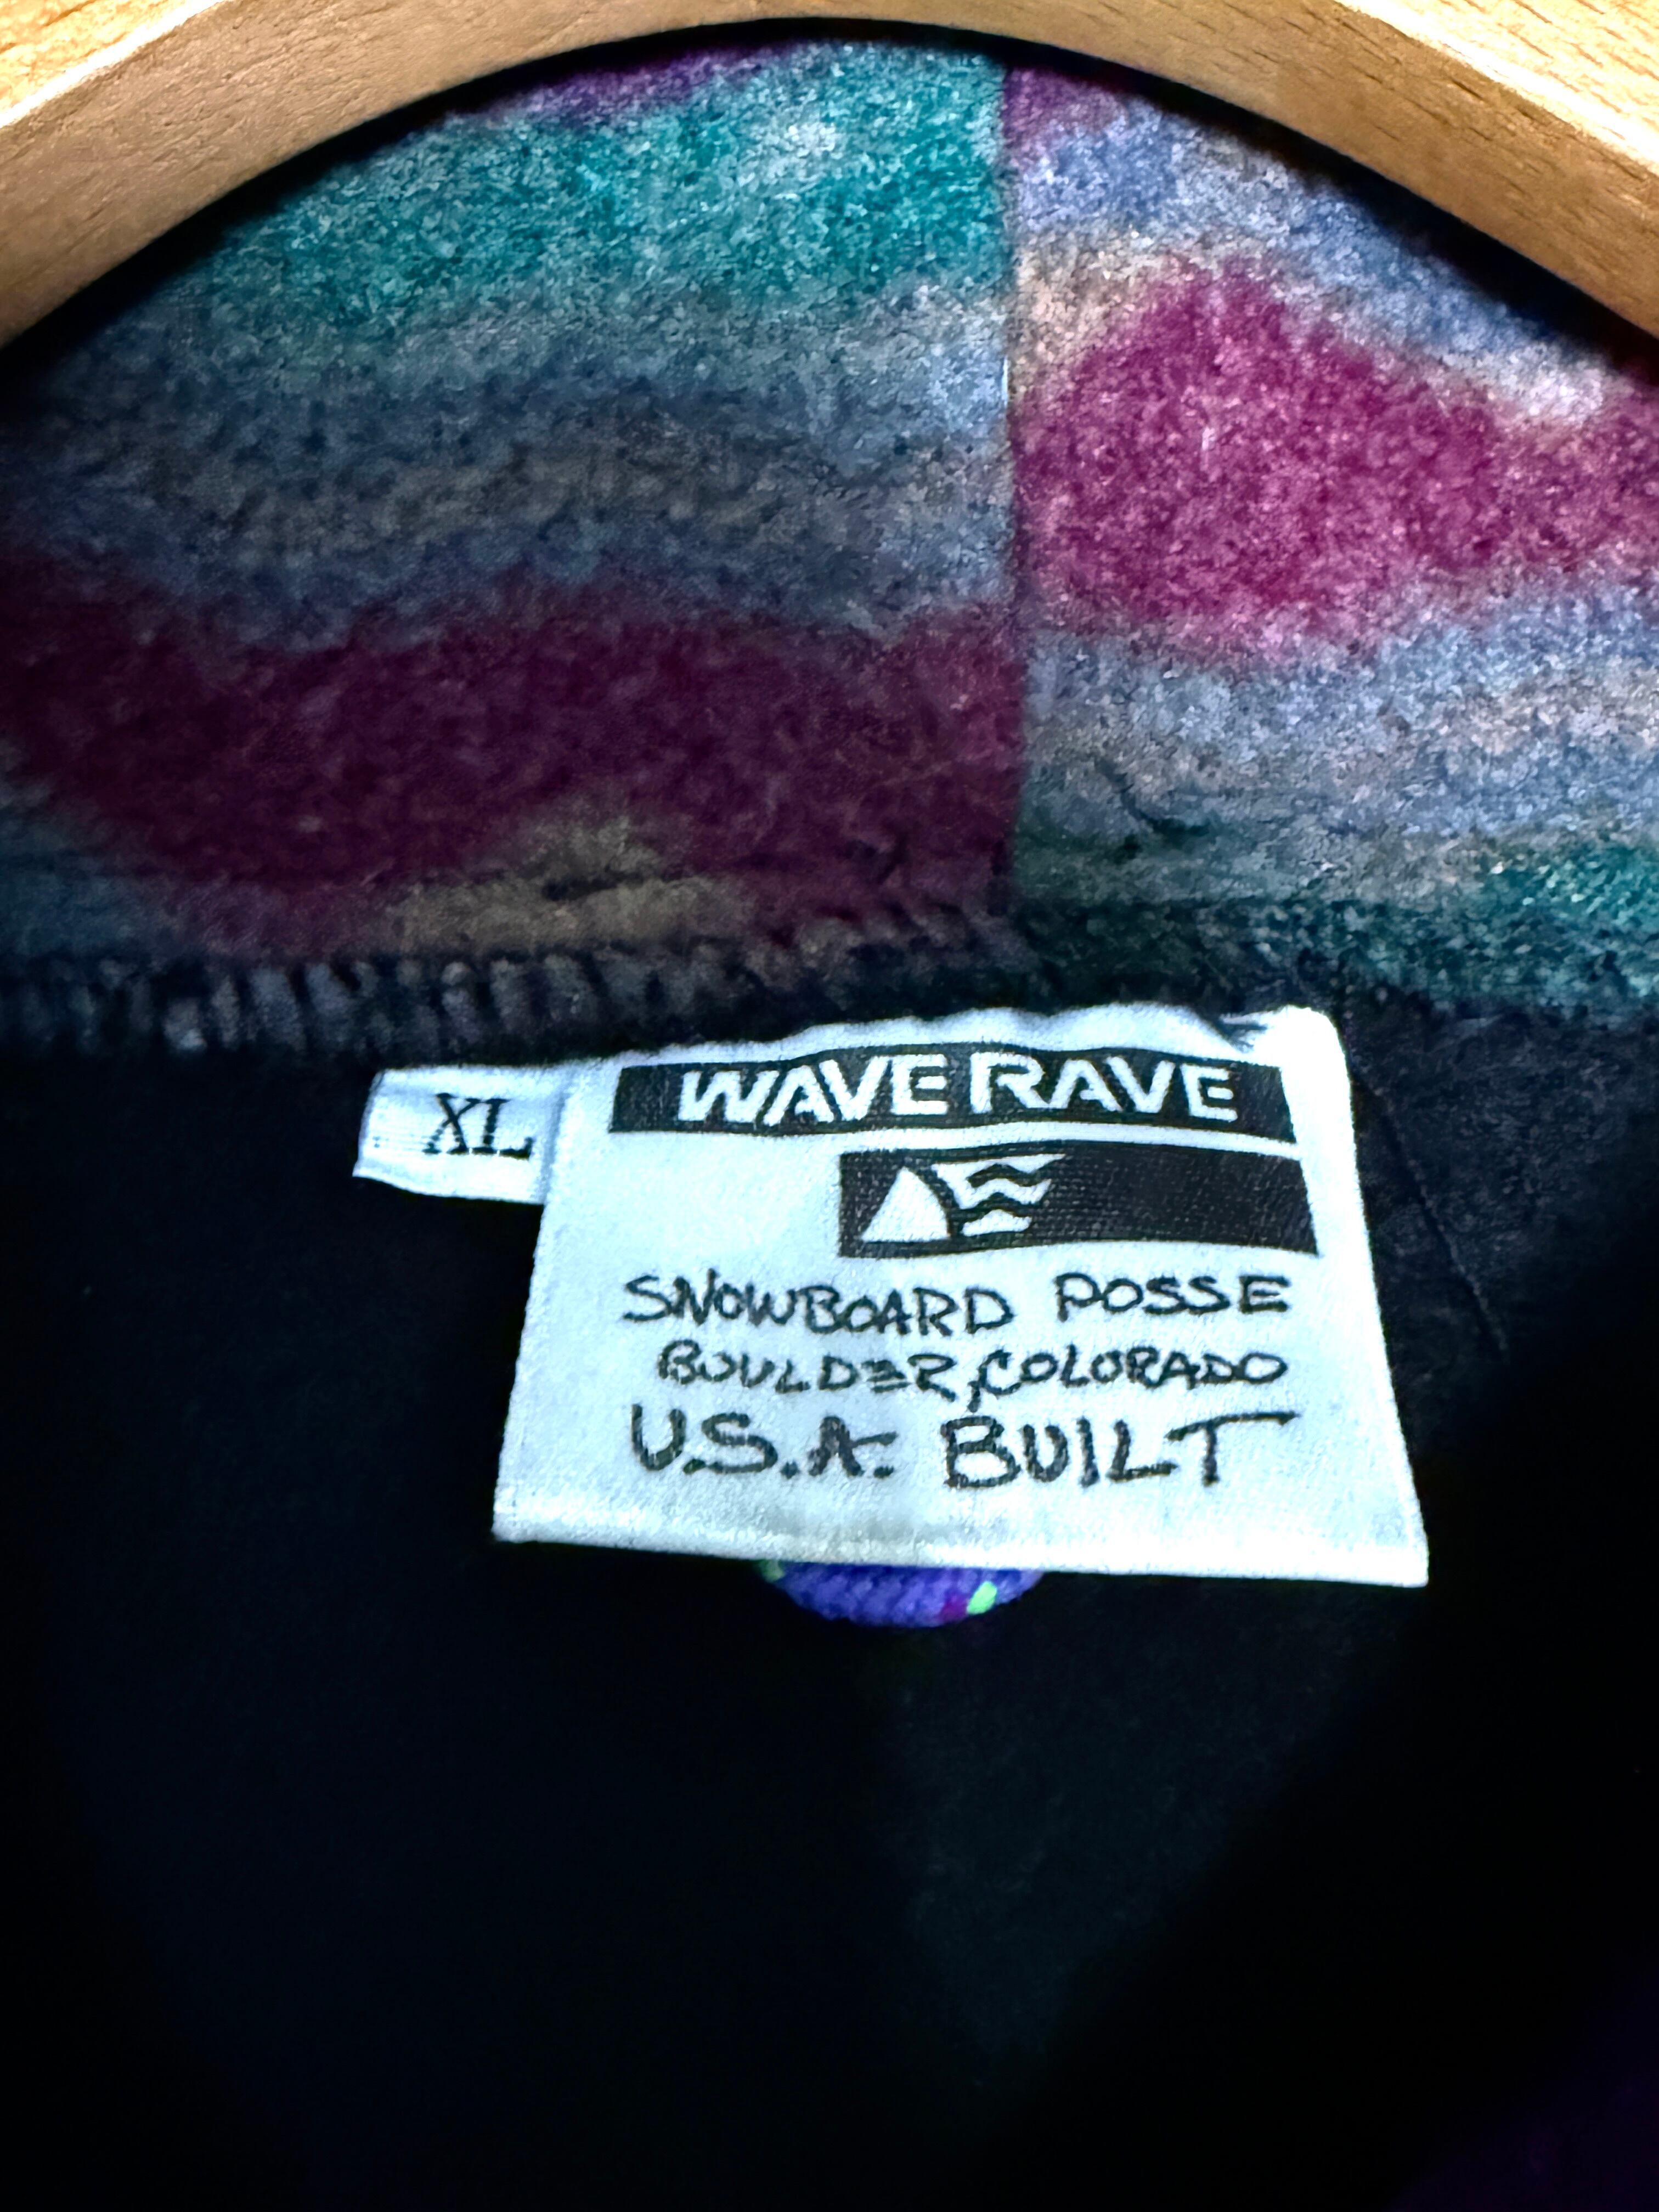 WAVE RAVE
XL
SNOWBOARD POSSE
BOULDER, COLORADO
U.S.A. BUILT